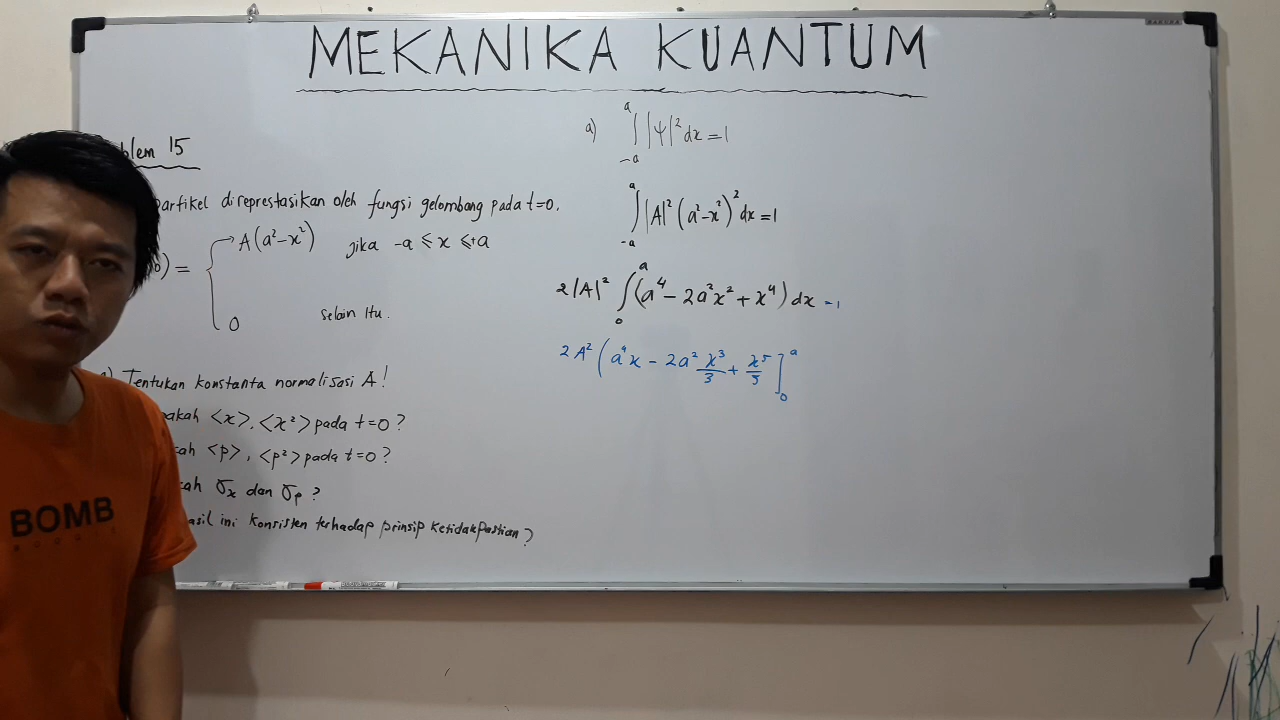 MEKANIKA KUANTUM
blem 15
partikel direprestasikan oleh fungsi gelombang pada t=0.
) = A(a²-x²) jika -a ≤ x ≤ +a
0 selain itu.
) Tentukan konstanta normalisasi A!
akah <x>, <x²> pada t=0?
ah <p>, <p²> pada t=0?
ah σx dan σp?
asil ini konsisten terhadap prinsip ketidakpastian?
a) ∫_{-a}^{a} |Ψ|² dx = 1
∫_{-a}^{a} |A|² (a²-x²)² dx = 1
2|A|² ∫_{0}^{a} (a⁴ - 2a²x² + x⁴) dx = 1
2A² (a⁴x - 2a² x³/3 + x⁵/5 ]_{0}^{a}
BOMB